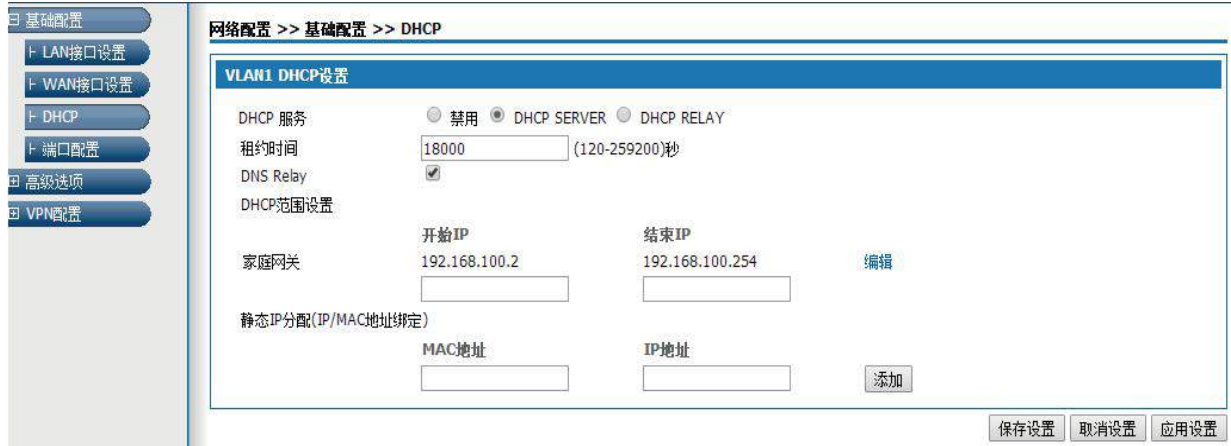 基础配置
LAN接口设置
WAN接口设置
DHCP
端口配置
高级选项
VPN配置
网络配置 >> 基础配置 >> DHCP
VLAN1 DHCP设置
DHCP 服务 禁用 DHCP SERVER DHCP RELAY
租约时间 18000 (120-259200)秒
DNS Relay
DHCP范围设置
开始IP 结束IP
家庭网关 192.168.100.2 192.168.100.254 编辑
静态IP分配(IP/MAC地址绑定)
MAC地址 IP地址
添加
保存设置 取消设置 应用设置